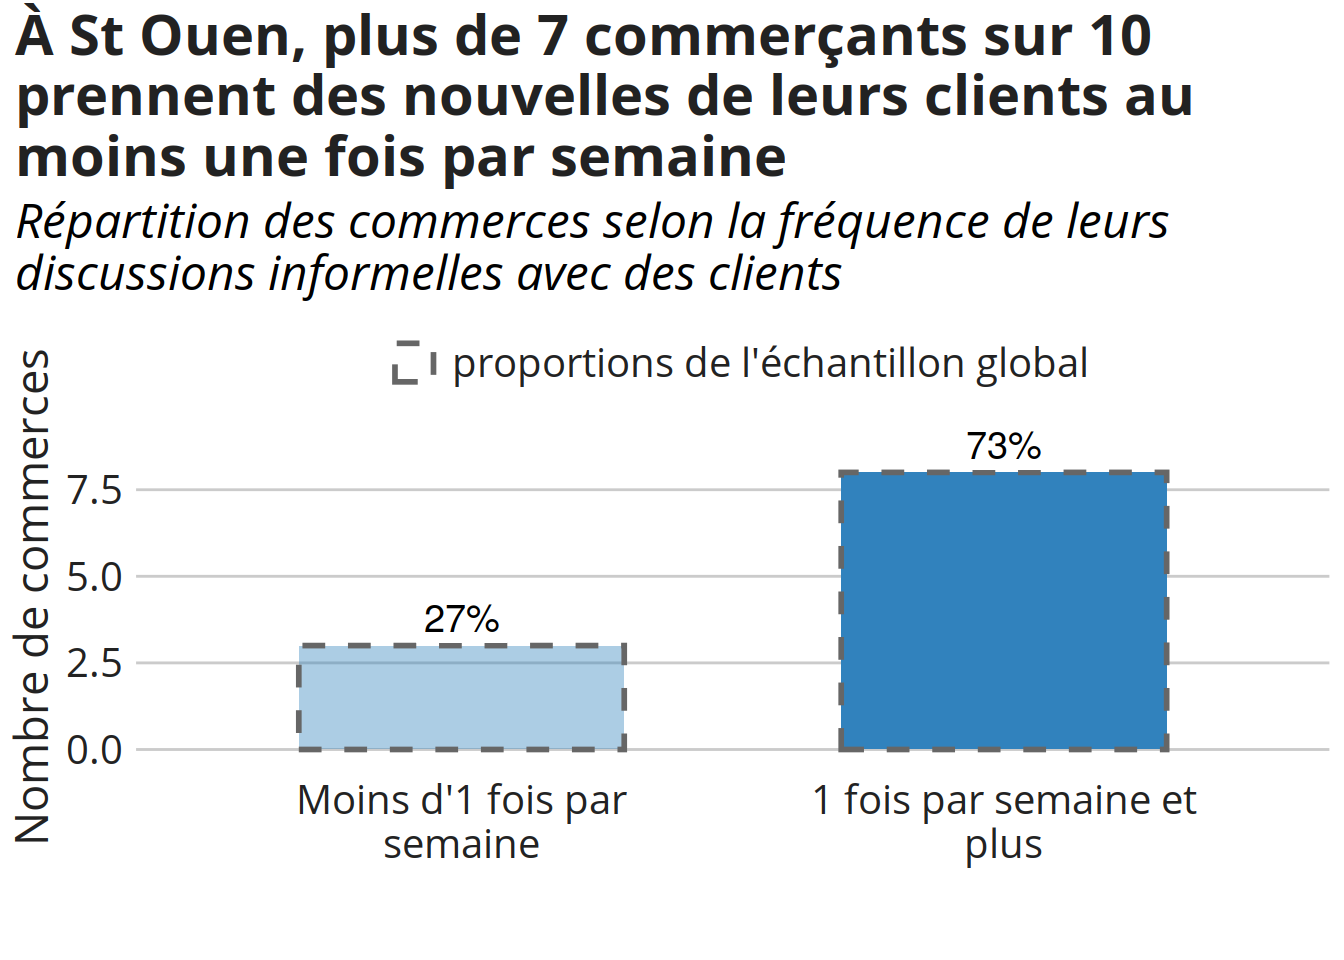 À St Ouen, plus de 7 commerçants sur 10
prennent des nouvelles de leurs clients au
moins une fois par semaine
Répartition des commerces selon la fréquence de leurs
discussions informelles avec des clients
proportions de l'échantillon global
Nombre de commerces
7.5
5.0
2.5
0.0
27%
73%
Moins d'1 fois par
semaine
1 fois par semaine et
plus